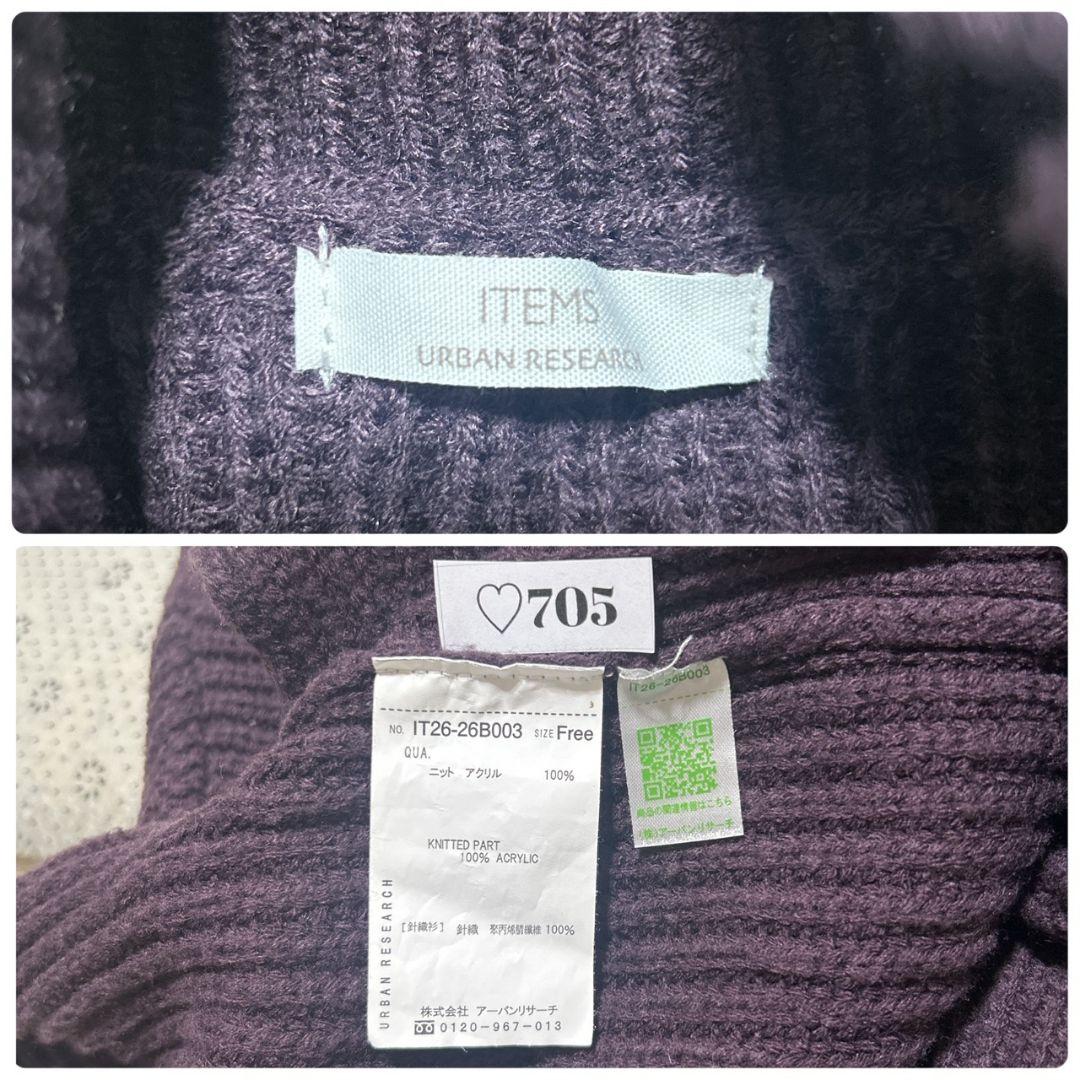 ITEMS
URBAN RESEARCH
♡705
NO. IT26-26B003 SIZE Free
QUA.
ニット アクリル 100%
KNITTED PART
100% ACRYLIC
[針織衫] 針織 聚丙烯腈纖維 100%
URBAN RESEARCH
株式会社 アーバンリサーチ
0120-967-013
IT26-26B003
商品の関連情報はこちら
(株)アーバンリサーチ